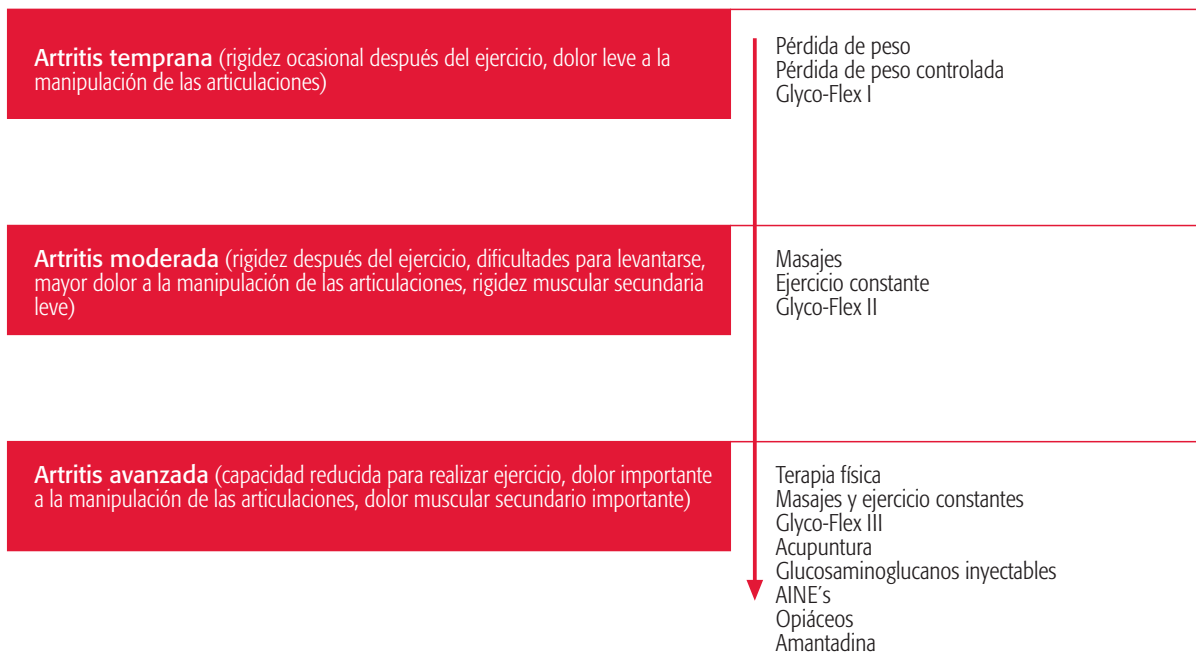 Artritis temprana (rigidez ocasional después del ejercicio, dolor leve a la
manipulación de las articulaciones)
Pérdida de peso
Pérdida de peso controlada
Glyco-Flex I
Artritis moderada (rigidez después del ejercicio, dificultades para levantarse,
mayor dolor a la manipulación de las articulaciones, rigidez muscular secundaria
leve)
Masajes
Ejercicio constante
Glyco-Flex II
Artritis avanzada (capacidad reducida para realizar ejercicio, dolor importante
a la manipulación de las articulaciones, dolor muscular secundario importante)
Terapia física
Masajes y ejercicio constantes
Glyco-Flex III
Acupuntura
Glucosaminoglucanos inyectables
AINE´s
Opiáceos
Amantadina